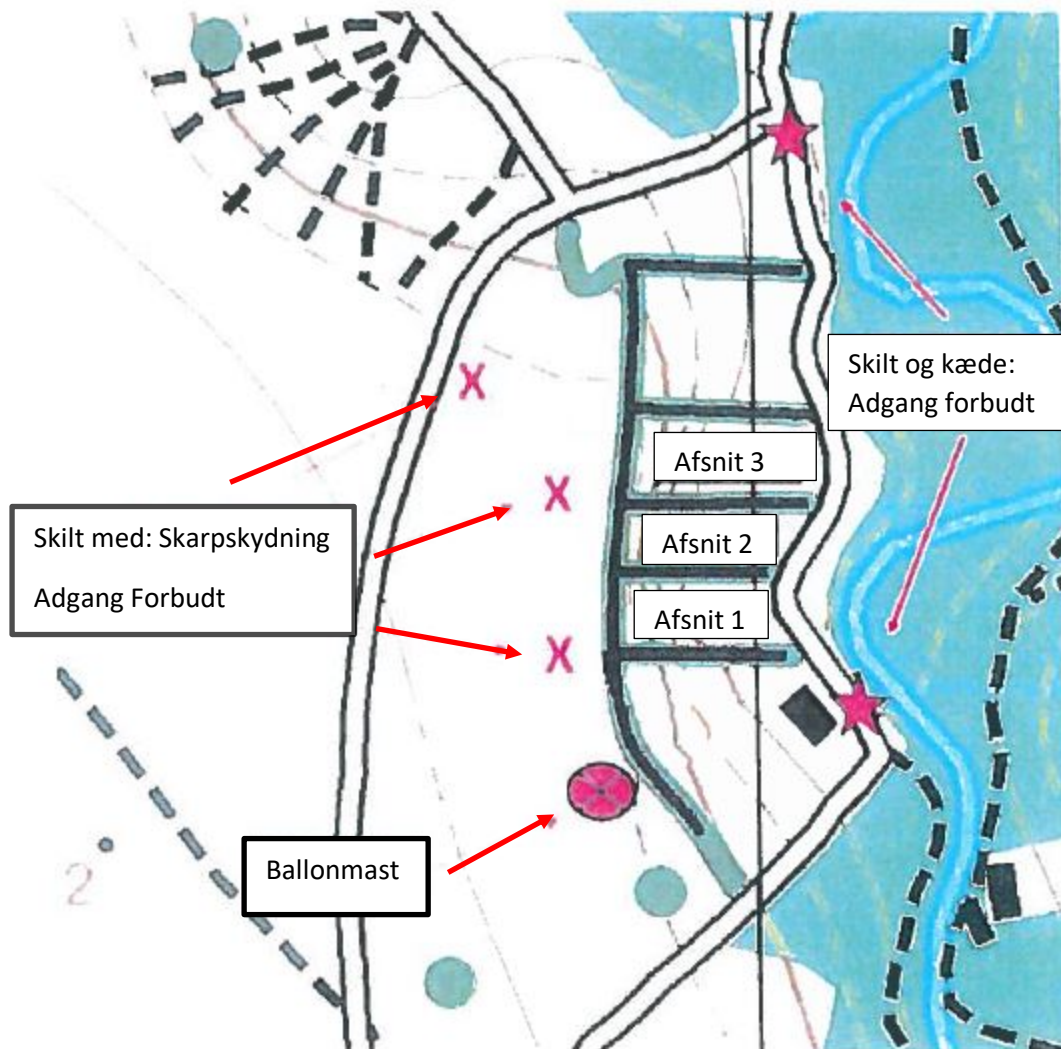 Skilt og kæde:
Adgang forbudt
Afsnit 3
Skilt med: Skarpskydning
Adgang Forbudt
Afsnit 2
Afsnit 1
Ballonmast
2